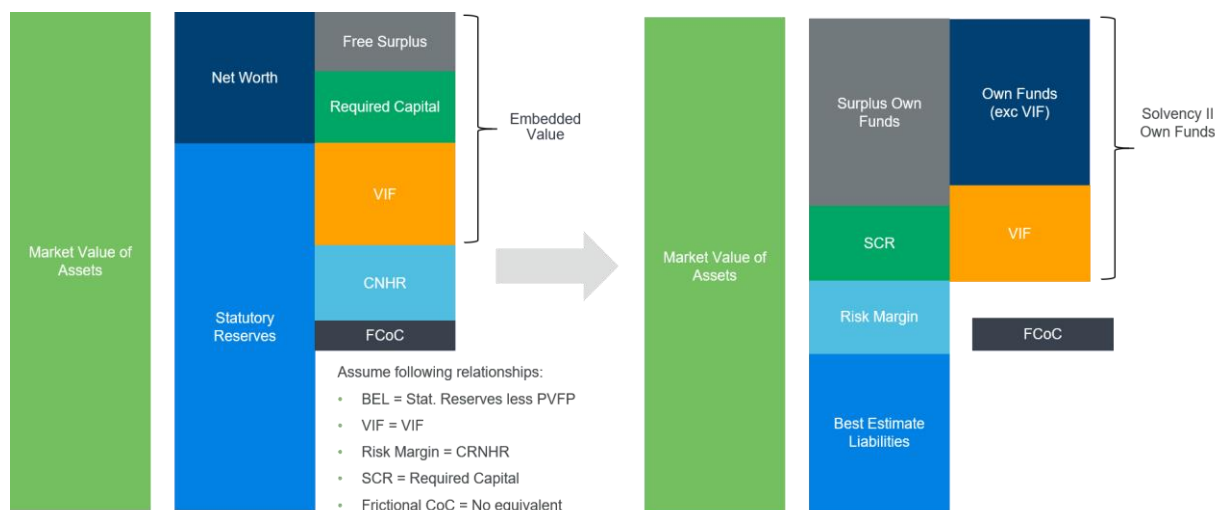 Market Value of
Assets
Net Worth
Statutory
Reserves
Free Surplus
Required Capital
VIF
CNHR
FCoC
Embedded
Value
Assume following relationships:
• BEL = Stat. Reserves less PVFP
• VIF = VIF
• Risk Margin = CRNHR
• SCR = Required Capital
• Frictional CoC = No equivalent
Market Value of
Assets
Surplus Own
Funds
SCR
Risk Margin
Best Estimate
Liabilities
Own Funds
(exc VIF)
VIF
FCoC
Solvency II
Own Funds